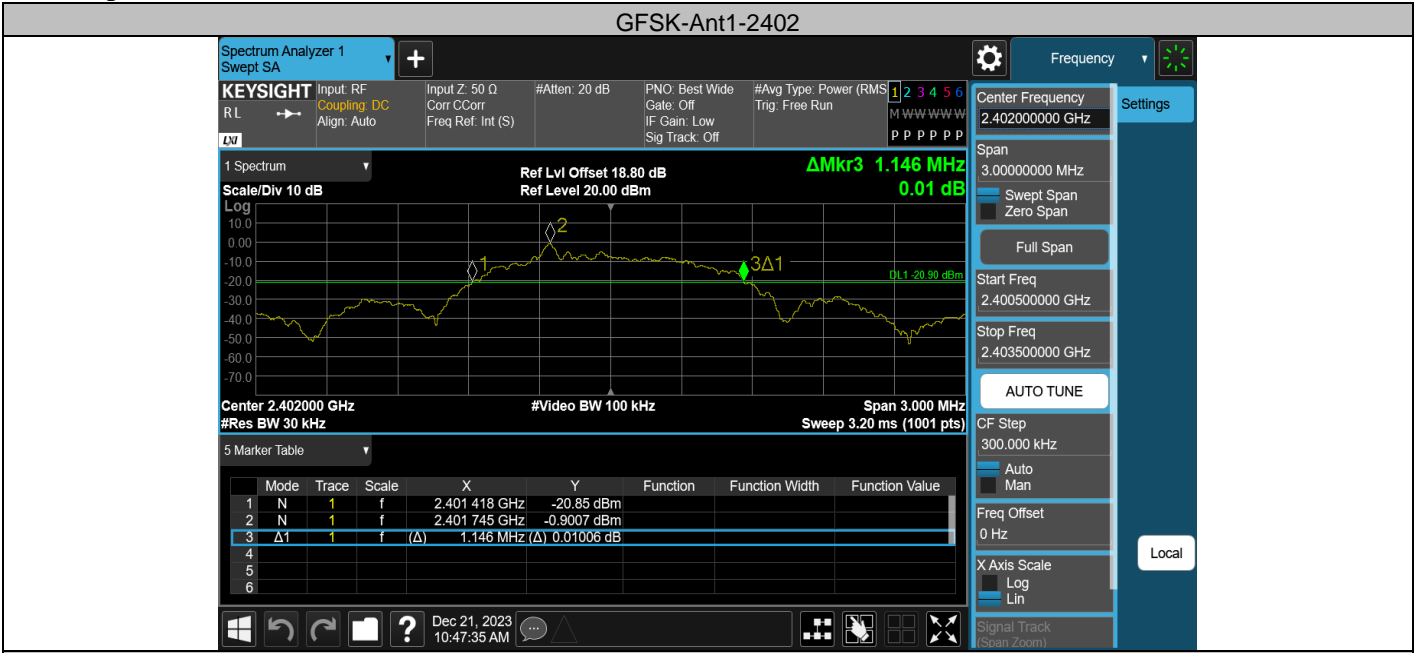 GFSK-Ant1-2402
Spectrum Analyzer 1
Swept SA
+
Frequency
KEYSIGHT
RL
LXI
Input: RF
Coupling: DC
Align: Auto
Input Z: 50 Ω
Corr CCorr
Freq Ref: Int (S)
#Atten: 20 dB
PNO: Best Wide
Gate: Off
IF Gain: Low
Sig Track: Off
#Avg Type: Power (RMS
Trig: Free Run
1 2 3 4 5 6
M W W W W W
P P P P P P
Center Frequency
2.402000000 GHz
Settings
Span
3.00000000 MHz
Swept Span
Zero Span
Full Span
Start Freq
2.400500000 GHz
Stop Freq
2.403500000 GHz
AUTO TUNE
CF Step
300.000 kHz
Auto
Man
Freq Offset
0 Hz
X Axis Scale
Log
Lin
Signal Track
(Span Zoom)
Local
1 Spectrum
Scale/Div 10 dB
Ref Lvl Offset 18.80 dB
Ref Level 20.00 dBm
ΔMkr3 1.146 MHz
0.01 dB
Log
10.0
0.00
-10.0
-20.0
-30.0
-40.0
-50.0
-60.0
-70.0
1
2
3Δ1
DL1 -20.90 dBm
Center 2.402000 GHz
#Video BW 100 kHz
Span 3.000 MHz
#Res BW 30 kHz
Sweep 3.20 ms (1001 pts)
5 Marker Table
Mode Trace Scale X Y Function Function Width Function Value
1 N 1 f 2.401 418 GHz -20.85 dBm
2 N 1 f 2.401 745 GHz -0.9007 dBm
3 Δ1 1 f (Δ) 1.146 MHz (Δ) 0.01006 dB
4
5
6
?
Dec 21, 2023
10:47:35 AM